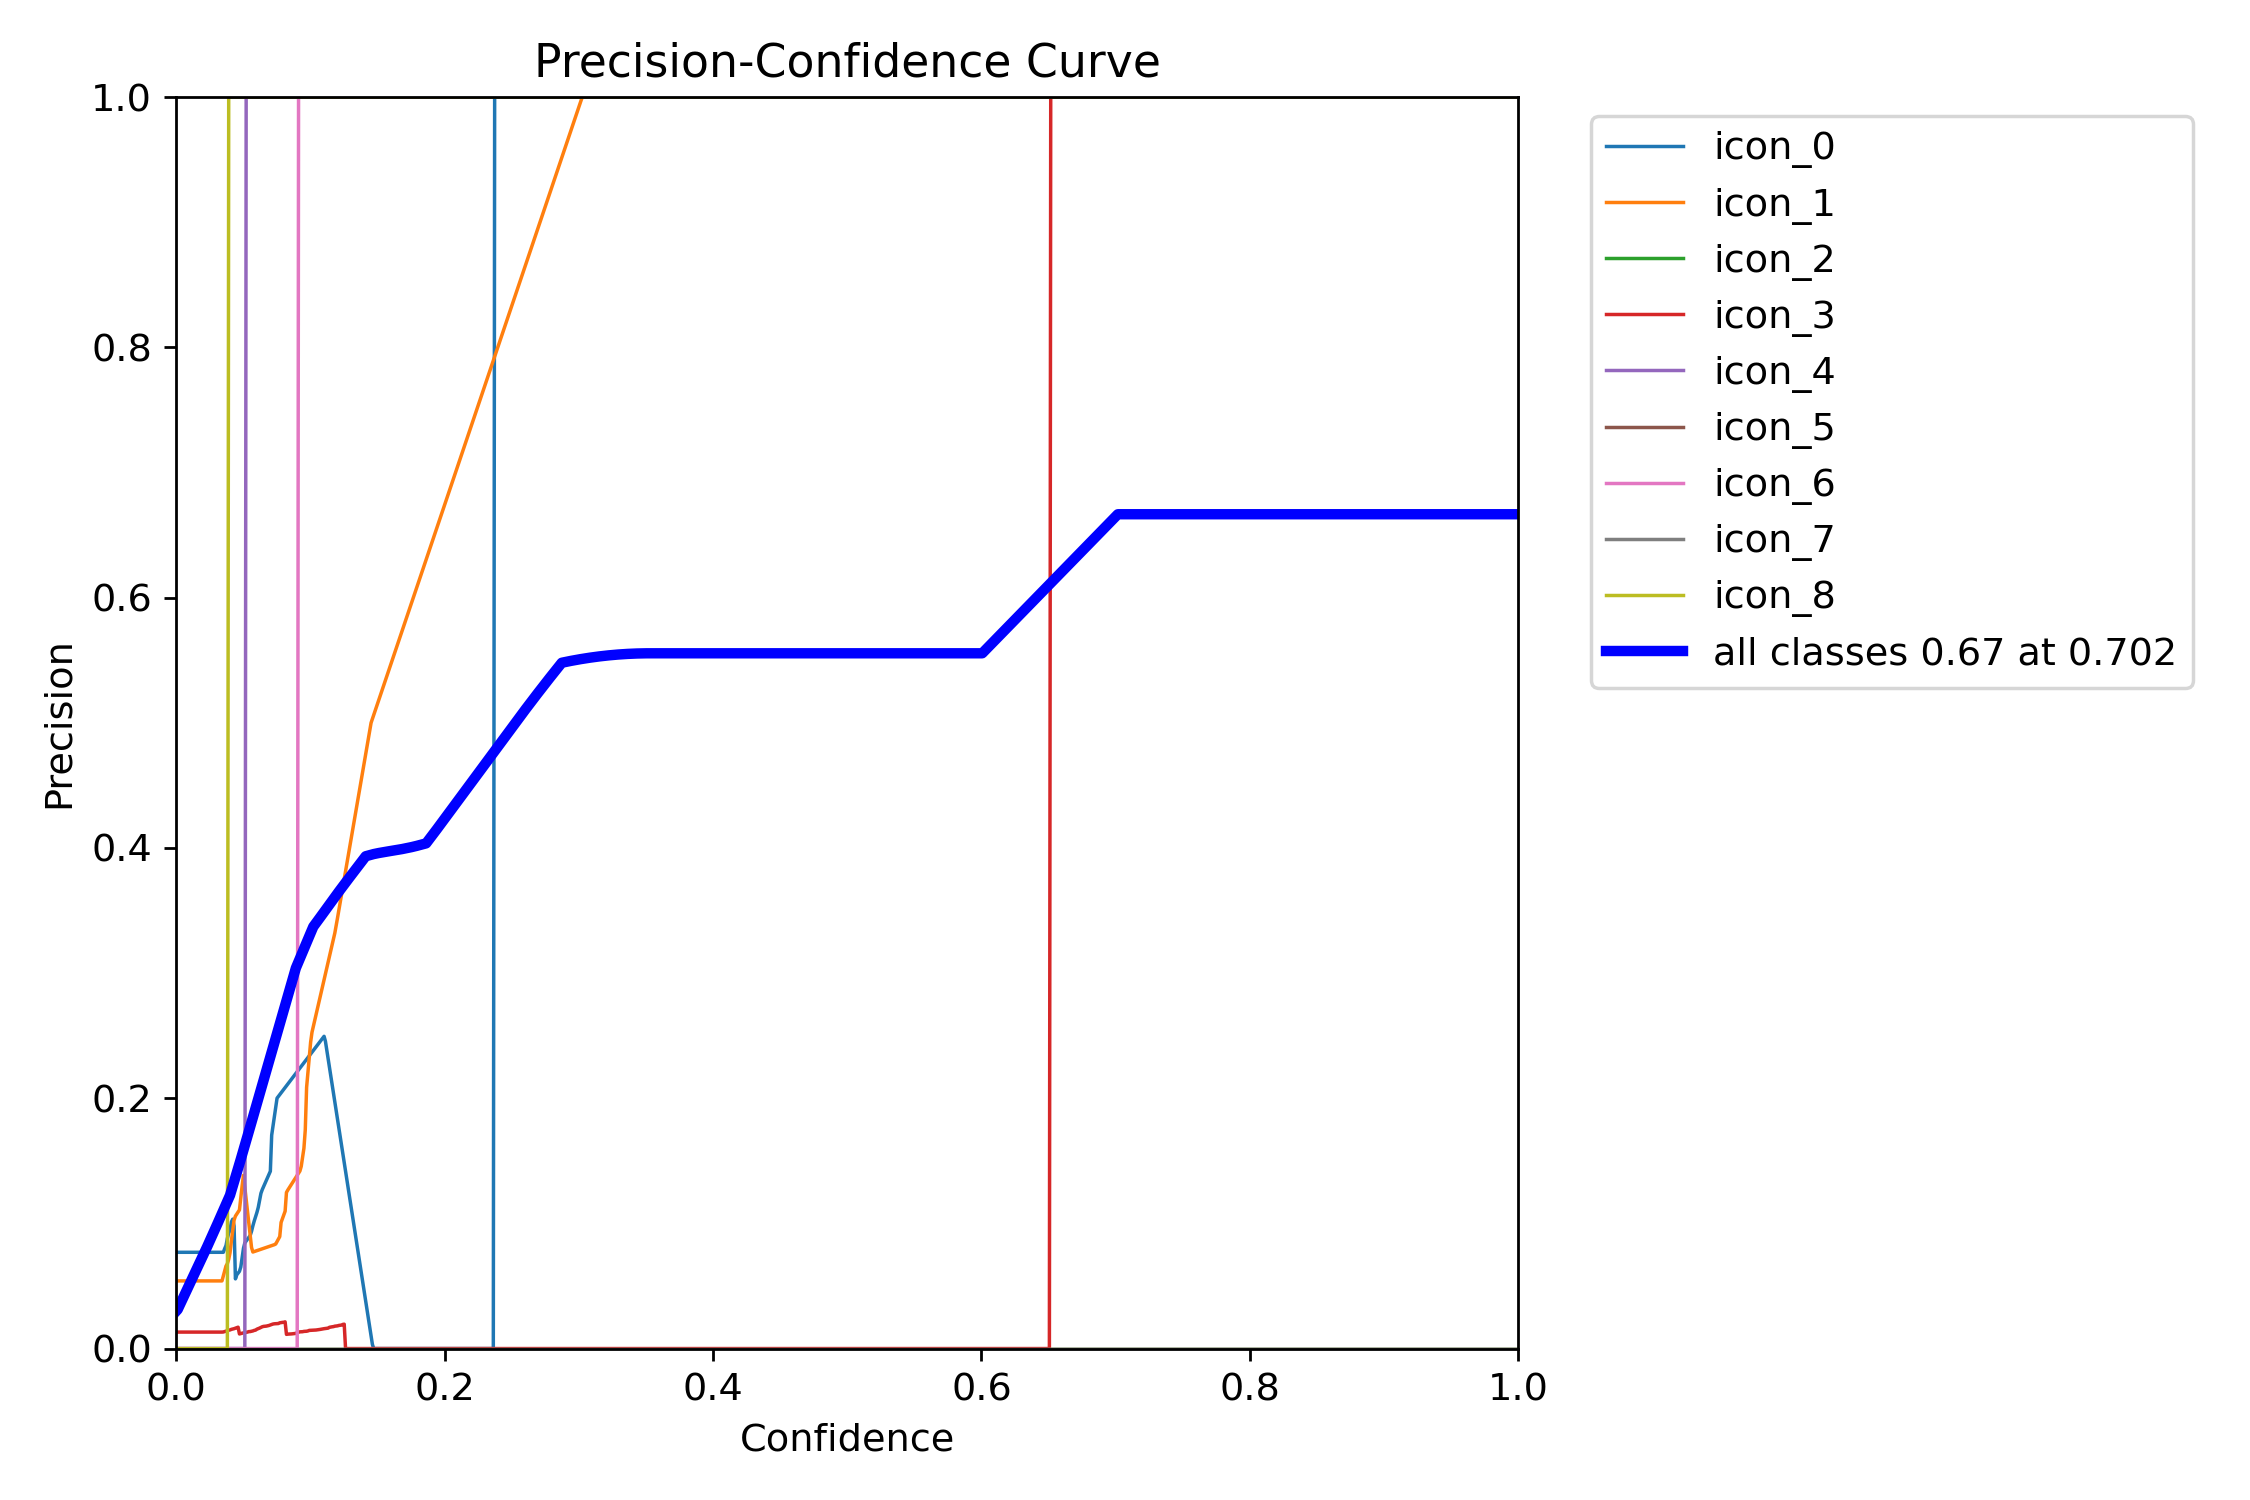 Precision-Confidence Curve
1.0
0.8
0.6
0.4
0.2
0.0
Precision
0.0 0.2 0.4 0.6 0.8 1.0
Confidence
icon_0
icon_1
icon_2
icon_3
icon_4
icon_5
icon_6
icon_7
icon_8
all classes 0.67 at 0.702